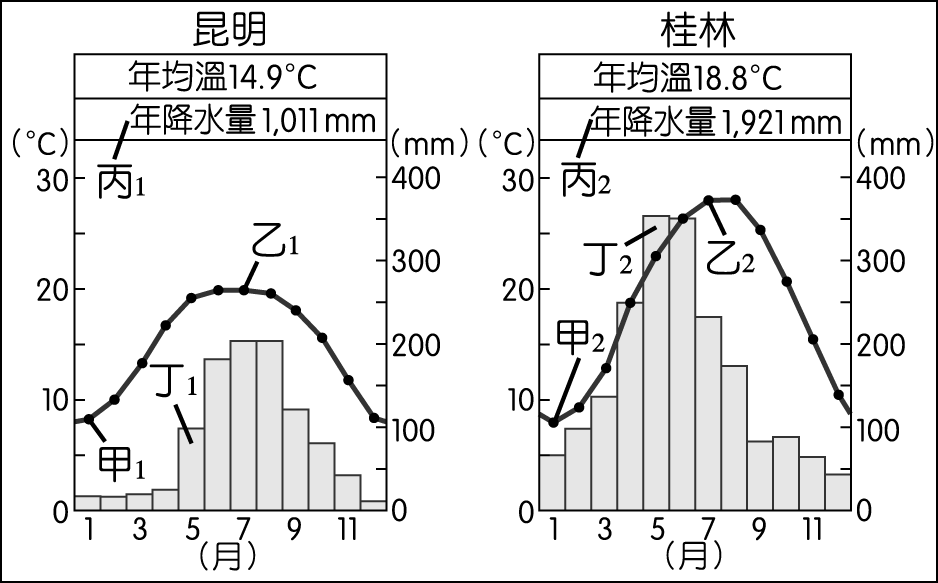 昆明
年均溫14.9°C
年降水量1,011mm
(°C)
(mm)
丙1
30
20
10
0
400
300
200
100
0
乙1
丁1
甲1
1 3 5 7 9 11
(月)
桂林
年均溫18.8°C
年降水量1,921mm
(°C)
(mm)
丙2
30
20
10
0
400
300
200
100
0
丁2
乙2
甲2
1 3 5 7 9 11
(月)